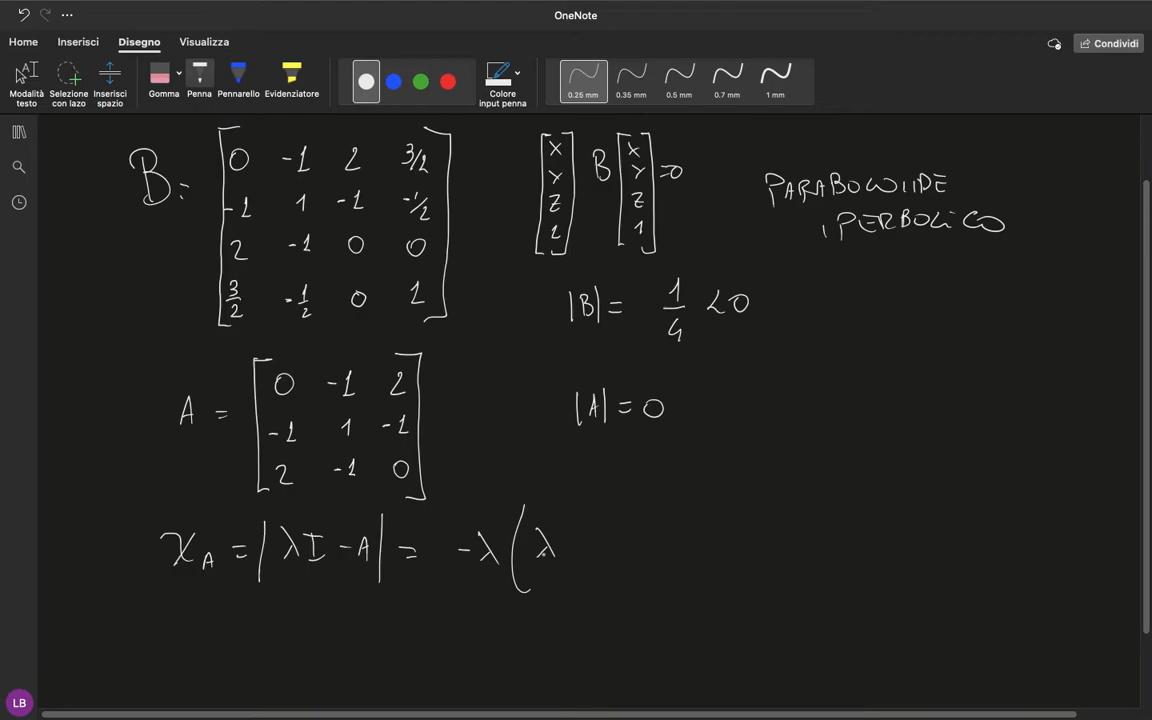 OneNote
Home Inserisci Disegno Visualizza
Condividi
Modalità testo
Selezione con lazo
Inserisci spazio
Gomma
Penna
Pennarello
Evidenziatore
Colore input penna
0.25 mm 0.35 mm 0.5 mm 0.7 mm 1 mm
B =
0 -1 2 3/2
-1 1 -1 -1/2
2 -1 0 0
3/2 -1/2 0 1
[X Y Z 1] B [X Y Z 1] = 0
PARABOLOIIDE
IPERBOLICO
|B| = 1/4 < 0
A =
0 -1 2
-1 1 -1
2 -1 0
|A| = 0
χA = |λI - A| = -λ(λ
LB